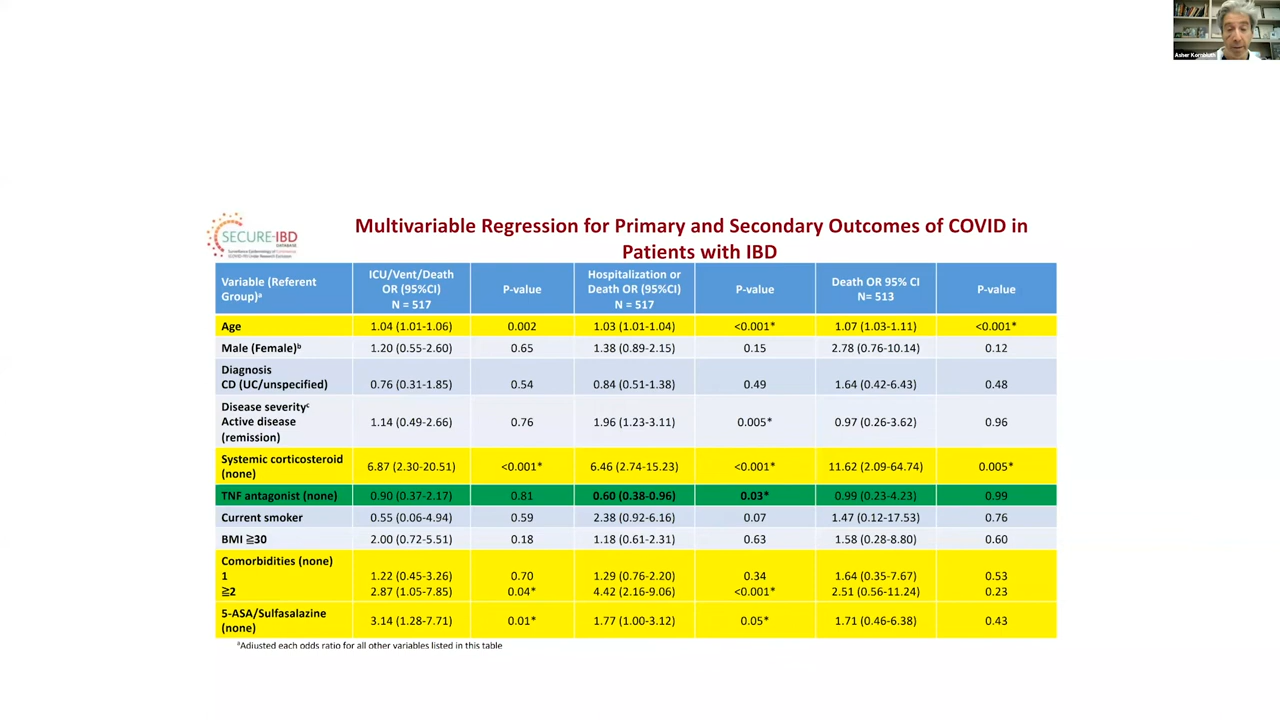 Asher Kornbluth
SECURE-IBD
DATABASE
Multivariable Regression for Primary and Secondary Outcomes of COVID in
Patients with IBD
Variable (Referent Group)ᵃ ICU/Vent/Death OR (95%CI) N = 517 P-value Hospitalization or Death OR (95%CI) N = 517 P-value Death OR 95% CI N= 513 P-value
Age 1.04 (1.01-1.06) 0.002 1.03 (1.01-1.04) <0.001* 1.07 (1.03-1.11) <0.001*
Male (Female)ᵇ 1.20 (0.55-2.60) 0.65 1.38 (0.89-2.15) 0.15 2.78 (0.76-10.14) 0.12
Diagnosis
CD (UC/unspecified) 0.76 (0.31-1.85) 0.54 0.84 (0.51-1.38) 0.49 1.64 (0.42-6.43) 0.48
Disease severityᶜ
Active disease 1.14 (0.49-2.66) 0.76 1.96 (1.23-3.11) 0.005* 0.97 (0.26-3.62) 0.96
(remission)
Systemic corticosteroid
(none) 6.87 (2.30-20.51) <0.001* 6.46 (2.74-15.23) <0.001* 11.62 (2.09-64.74) 0.005*
TNF antagonist (none) 0.90 (0.37-2.17) 0.81 0.60 (0.38-0.96) 0.03* 0.99 (0.23-4.23) 0.99
Current smoker 0.55 (0.06-4.94) 0.59 2.38 (0.92-6.16) 0.07 1.47 (0.12-17.53) 0.76
BMI ≧30 2.00 (0.72-5.51) 0.18 1.18 (0.61-2.31) 0.63 1.58 (0.28-8.80) 0.60
Comorbidities (none)
1 1.22 (0.45-3.26) 0.70 1.29 (0.76-2.20) 0.34 1.64 (0.35-7.67) 0.53
≧2 2.87 (1.05-7.85) 0.04* 4.42 (2.16-9.06) <0.001* 2.51 (0.56-11.24) 0.23
5-ASA/Sulfasalazine
(none) 3.14 (1.28-7.71) 0.01* 1.77 (1.00-3.12) 0.05* 1.71 (0.46-6.38) 0.43
ᵃAdjusted each odds ratio for all other variables listed in this table